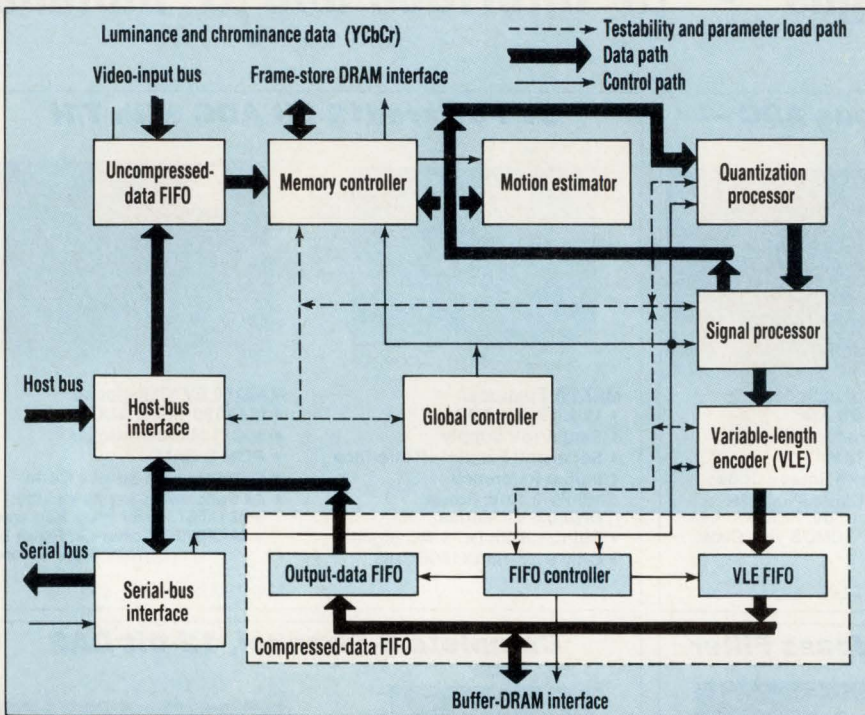 Luminance and chrominance data (YCbCr)
Testability and parameter load path
Data path
Control path
Video-input bus
Frame-store DRAM interface
Uncompressed-
data FIFO
Memory controller
Motion estimator
Quantization
processor
Signal processor
Host bus
Host-bus
interface
Global controller
Variable-length
encoder (VLE)
Serial bus
Serial-bus
interface
Output-data FIFO
FIFO controller
VLE FIFO
Compressed-data FIFO
Buffer-DRAM interface